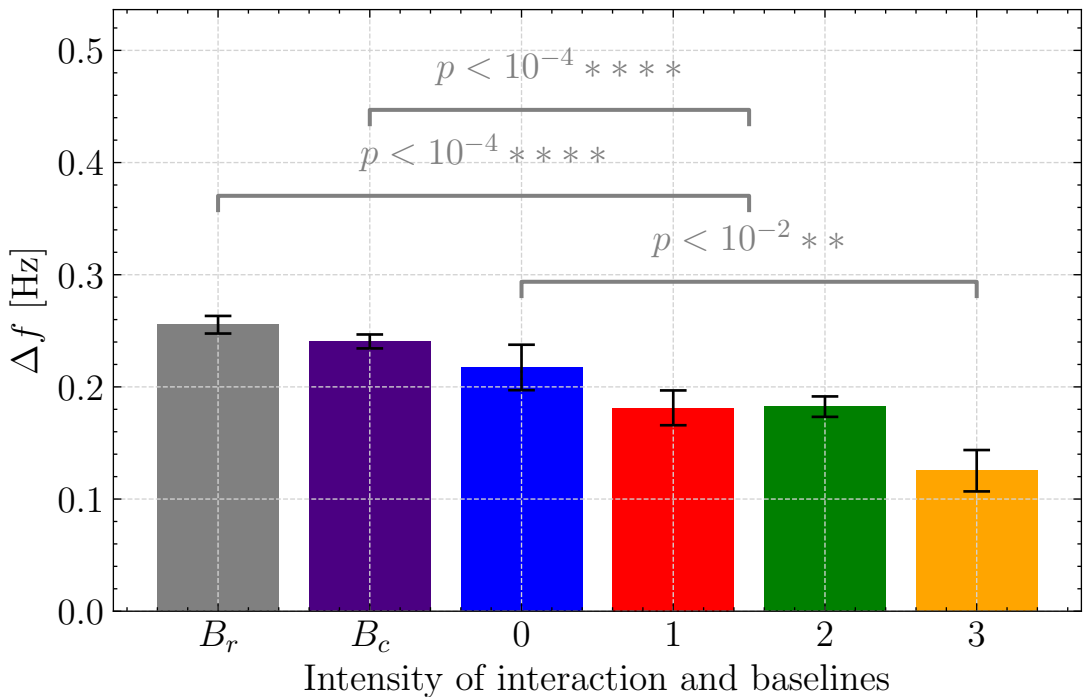 0.5
p < 10⁻⁴ ∗ ∗ ∗ ∗
0.4
p < 10⁻⁴ ∗ ∗ ∗ ∗
p < 10⁻² ∗ ∗
0.3
Δf [Hz]
0.2
0.1
0.0
B_r B_c 0 1 2 3
Intensity of interaction and baselines